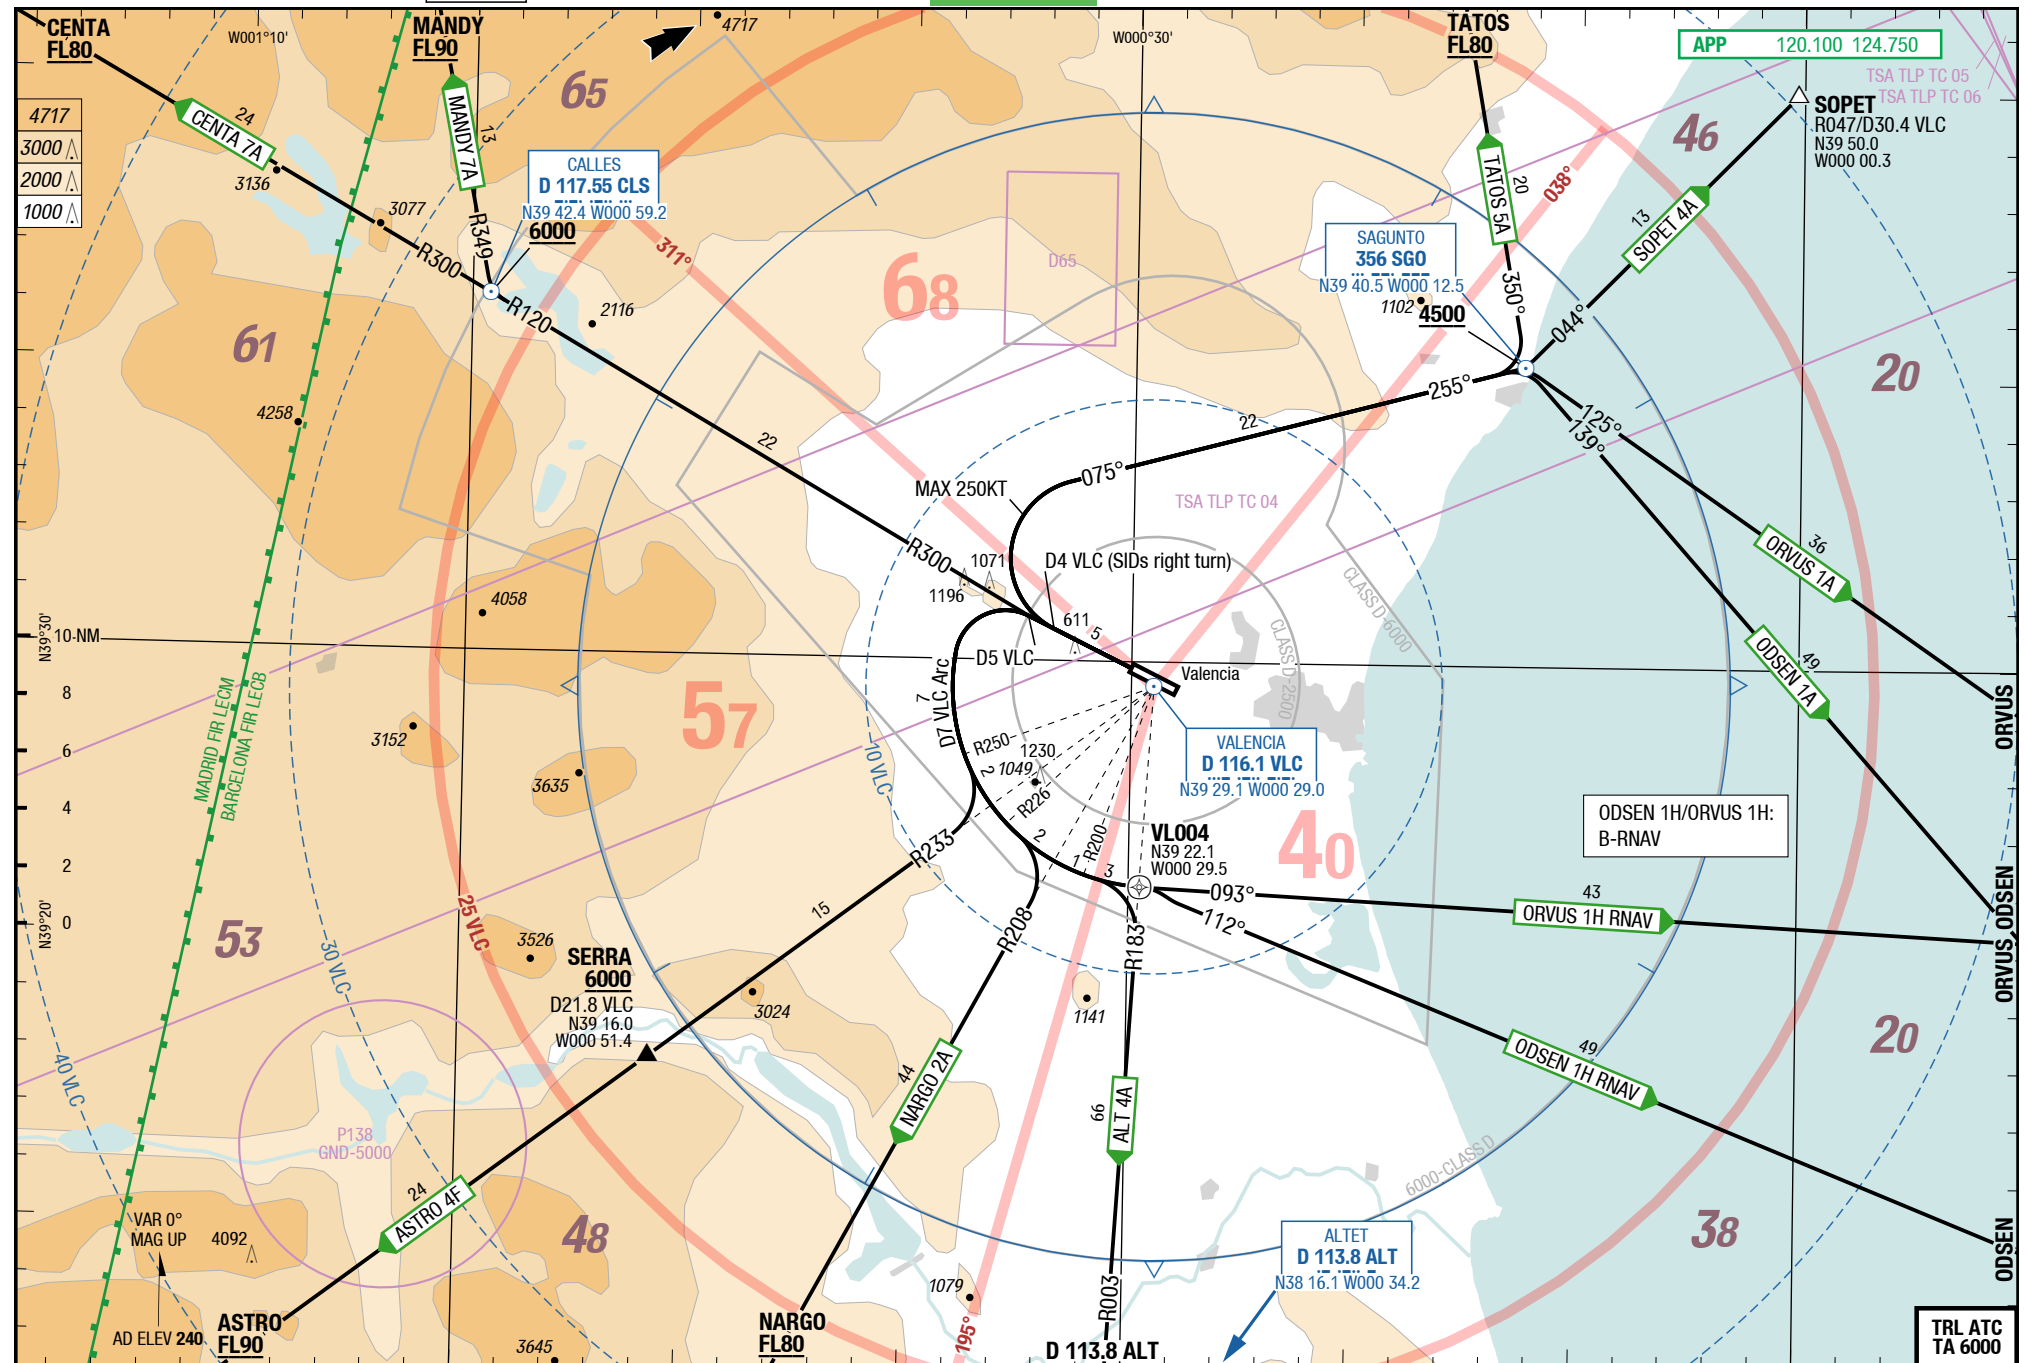 CENTA
FL80
W001°10'
MANDY
FL90
4717
W000°30'
TATOS
FL80
APP 120.100 124.750
TSA TLP TC 05
TSA TLP TC 06
SOPET
R047/D30.4 VLC
N39 50.0
W000 00.3
4717
3000
2000
1000
24
CENTA 7A
3136
3077
MANDY 7A
13
R349
R300
65
CALLES
D 117.55 CLS
N39 42.4 W000 59.2
6000
R120
2116
311°
68
D65
SAGUNTO
356 SGO
N39 40.5 W000 12.5
1102
4500
TATOS 5A
20
350°
038°
46
13
SOPET 4A
044°
20
61
4258
22
255°
22
075°
MAX 250KT
125°
139°
TSA TLP TC 04
R300
1071
1196
D4 VLC (SIDs right turn)
CLASS D-6000
36
ORVUS 1A
4058
611
5
D5 VLC
N39°30'
10-NM
8
6
4
2
0
N39°20'
CLASS D-2500
Valencia
49
ODSEN 1A
ORVUS
MADRID FIR LECM
BARCELONA FIR LECB
57
D7 VLC Arc
7
R250
2
1230
1049
R226
R200
2
1
3
10 VLC
VALENCIA
D 116.1 VLC
N39 29.1 W000 29.0
3152
3635
ODSEN 1H/ORVUS 1H:
B-RNAV
40
VL004
N39 22.1
W000 29.5
R233
15
093°
112°
43
ORVUS 1H RNAV
ODSEN
ORVUS
53
25 VLC
30 VLC
3526
SERRA
6000
D21.8 VLC
N39 16.0
W000 51.4
3024
R208
R183
1141
20
49
ODSEN 1H RNAV
40 VLC
44
NARGO 2A
66
ALT 4A
P138
GND-5000
6000-CLASS D
24
ASTRO 4F
VAR 0°
MAG UP
4092
48
ALTET
D 113.8 ALT
N38 16.1 W000 34.2
38
ODSEN
1079
195°
R003
AD ELEV 240
ASTRO
FL90
3645
NARGO
FL80
D 113.8 ALT
TRL ATC
TA 6000